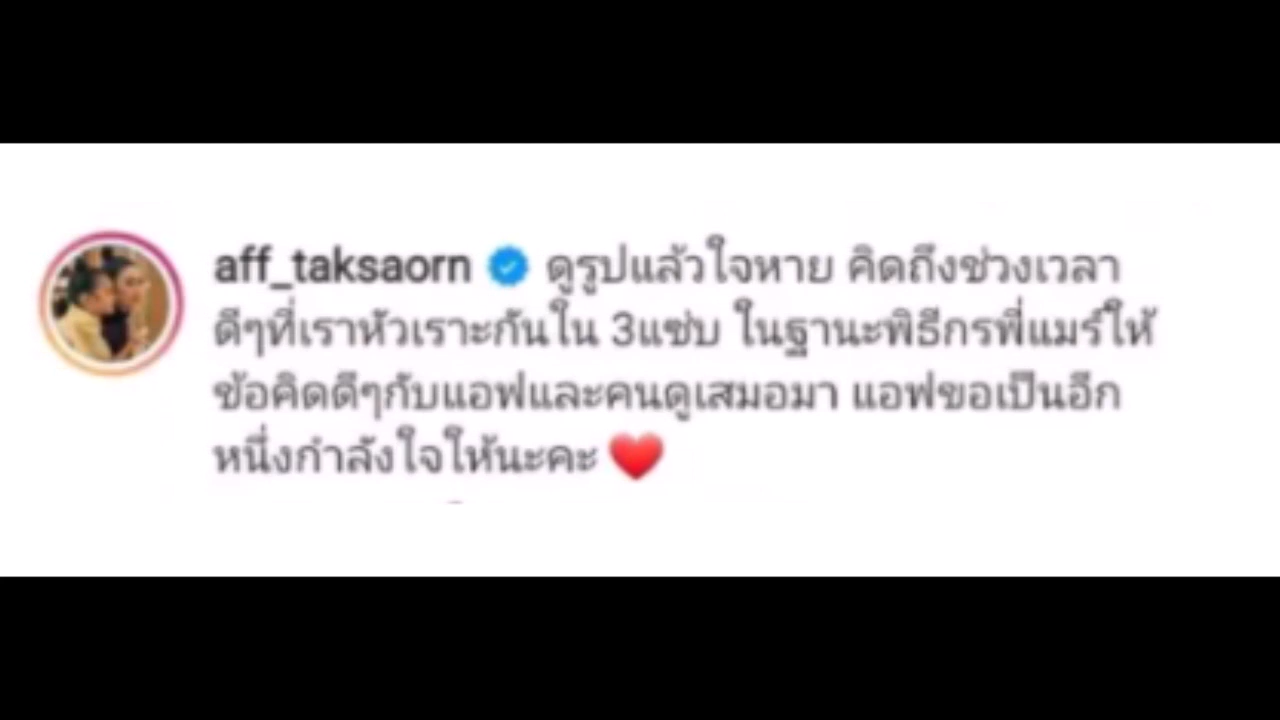 aff_taksaorn ดูรูปแล้วใจหาย คิดถึงช่วงเวลา
ดีๆที่เราหัวเราะกันใน 3แซ่บ ในฐานะพิธีกรพี่แมร์ให้
ข้อคิดดีๆกับแอฟและคนดูเสมอมา แอฟขอเป็นอีก
หนึ่งกำลังใจให้นะคะ ❤️